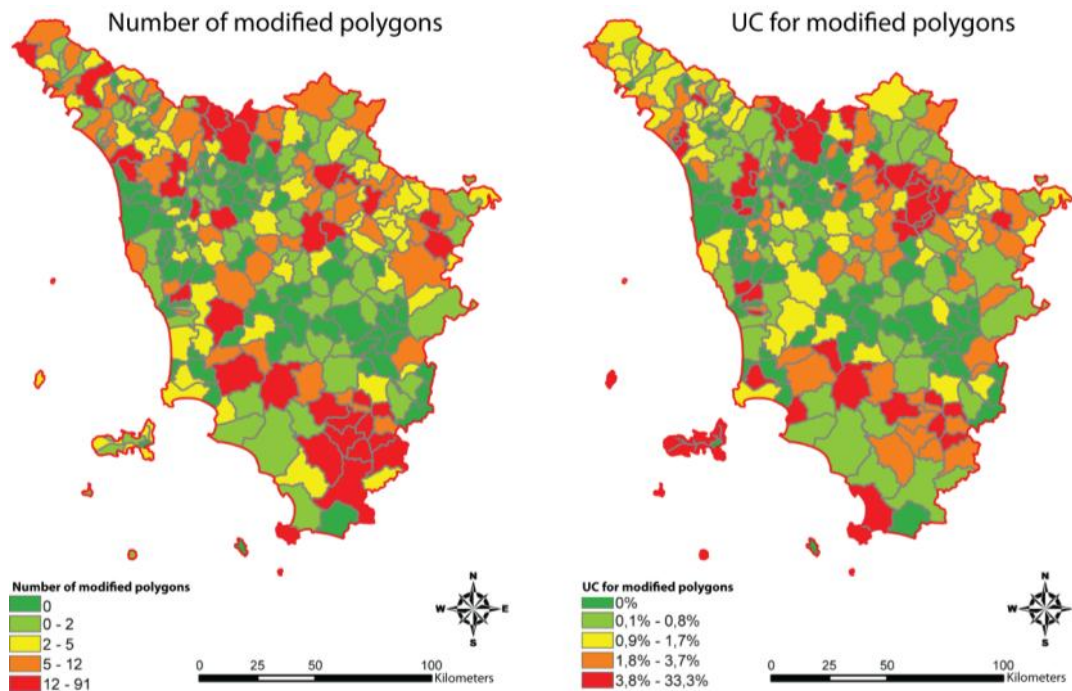 Number of modified polygons
UC for modified polygons
Number of modified polygons
0
0 - 2
2 - 5
5 - 12
12 - 91
N
W E
S
0 25 50 100
Kilometers
UC for modified polygons
0%
0,1% - 0,8%
0,9% - 1,7%
1.8% - 3,7%
3,8% - 33,3%
N
W E
S
0 25 50 100
Kilometers